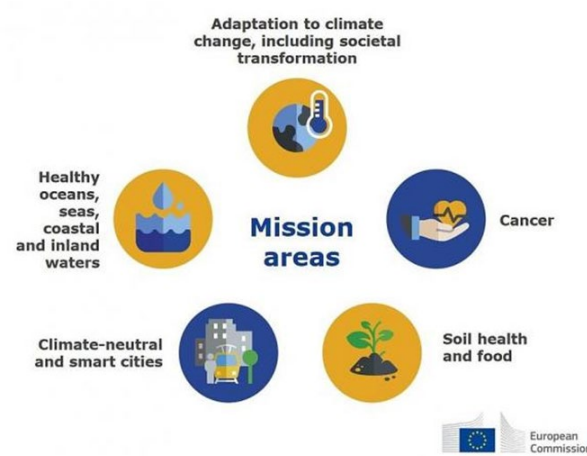 Adaptation to climate
change, including societal
transformation
Healthy
oceans,
seas,
coastal
and inland
waters
Mission
areas
Cancer
Climate-neutral
and smart cities
Soil health
and food
European
Commission